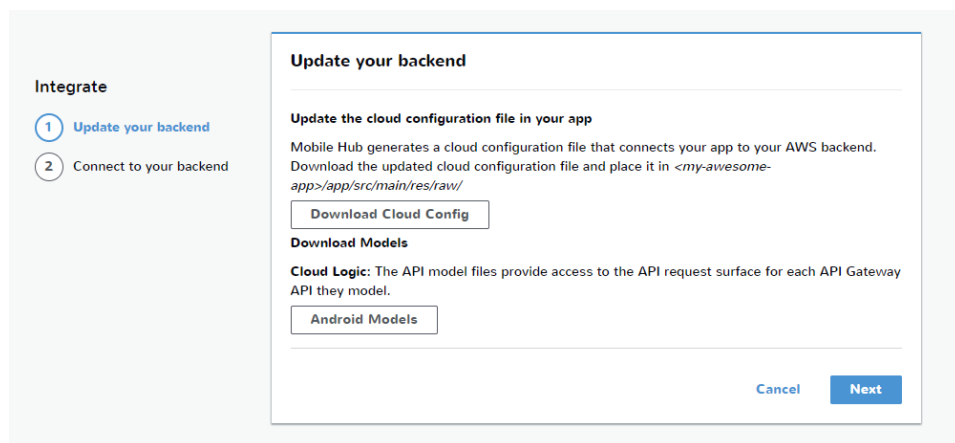 Integrate
1 Update your backend
2 Connect to your backend
Update your backend
Update the cloud configuration file in your app
Mobile Hub generates a cloud configuration file that connects your app to your AWS backend.
Download the updated cloud configuration file and place it in <my-awesome-
app>/app/src/main/res/raw/
Download Cloud Config
Download Models
Cloud Logic: The API model files provide access to the API request surface for each API Gateway
API they model.
Android Models
Cancel Next